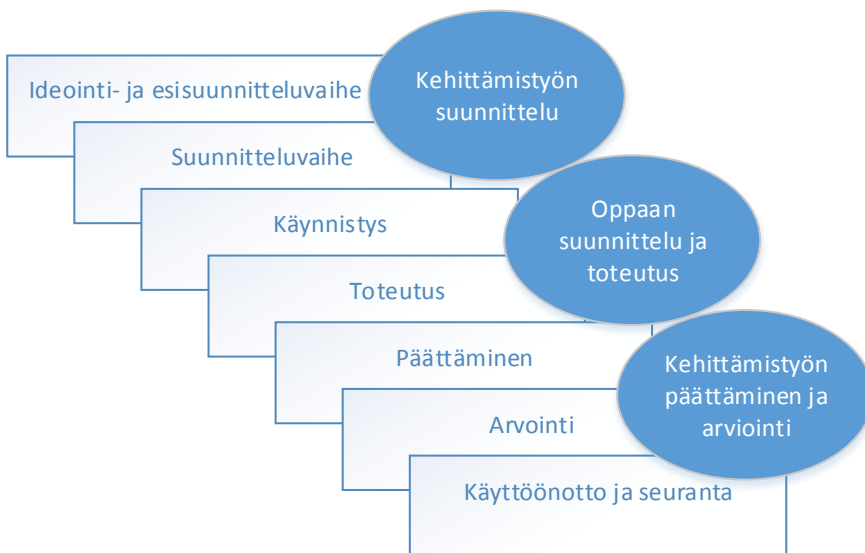 Ideointi- ja esisuunnitteluvaihe
Kehittämistyön
suunnittelu
Suunnitteluvaihe
Käynnistys
Oppaan
suunnittelu ja
toteutus
Toteutus
Päättäminen
Kehittämistyön
päättäminen ja
arviointi
Arvointi
Käyttöönotto ja seuranta